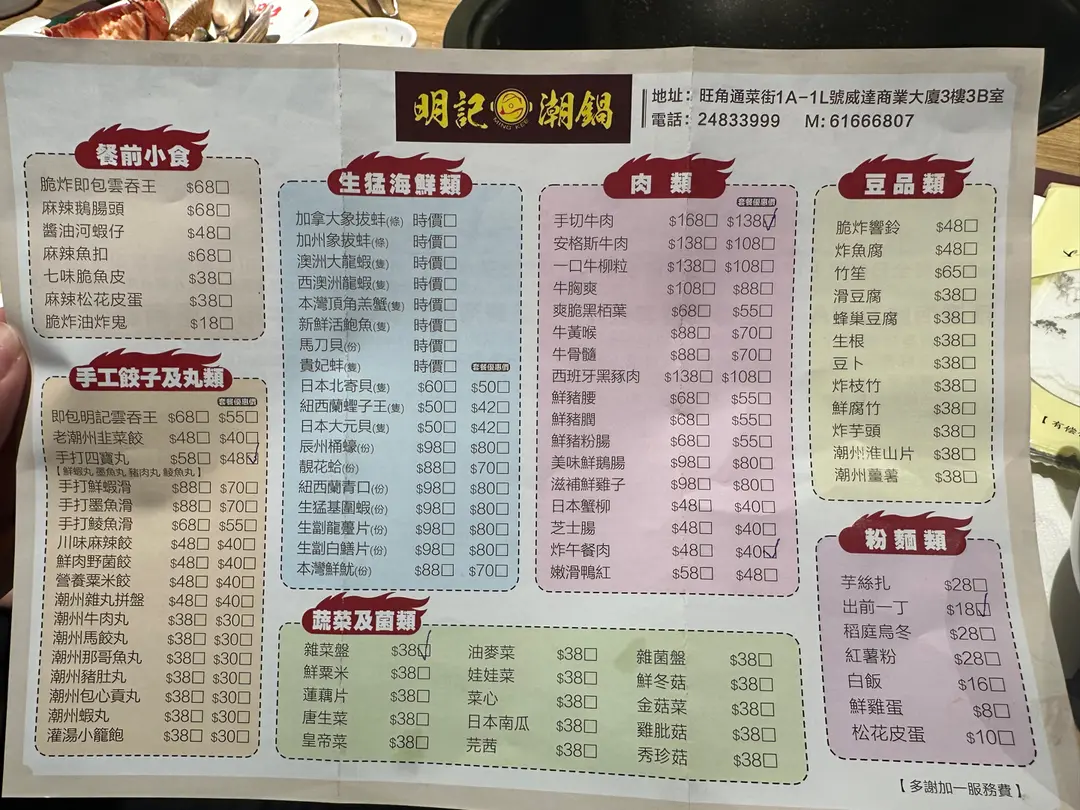 明記潮鍋
MING KEE
地址: 旺角通菜街1A-1L號威達商業大廈3樓3B室
電話: 24833999 M: 61666807
餐前小食
脆炸即包雲吞王 $68□
麻辣鵝腸頭 $68□
醬油河蝦仔 $48□
麻辣魚扣 $68□
七味脆魚皮 $38□
麻辣松花皮蛋 $38□
脆炸油炸鬼 $18□
手工餃子及丸類
套餐優惠價
即包明記雲吞王 $68□ $55□
老潮州韭菜餃 $48□ $40□
手打四寶丸 $58□ $48☑
【鮮蝦丸 墨魚丸 豬肉丸 鯪魚丸】
手打鮮蝦滑 $88□ $70□
手打墨魚滑 $88□ $70□
手打鯪魚滑 $68□ $55□
川味麻辣餃 $48□ $40□
鮮肉野菌餃 $48□ $40□
營養粟米餃 $48□ $40□
潮州雜丸拼盤 $48□ $40□
潮州牛肉丸 $38□ $30□
潮州馬餃丸 $38□ $30□
潮州那哥魚丸 $38□ $30□
潮州豬肚丸 $38□ $30□
潮州包心貢丸 $38□ $30□
潮州蝦丸 $38□ $30□
灌湯小籠飽 $38□ $30□
生猛海鮮類
加拿大象拔蚌(條) 時價□
加州象拔蚌(條) 時價□
澳洲大龍蝦(隻) 時價□
西澳洲龍蝦(隻) 時價□
本灣頂角羔蟹(隻) 時價□
新鮮活鮑魚(隻) 時價□
馬刀貝(份) 時價□
貴妃蚌(隻) 時價□ 套餐優惠價
日本北寄貝(隻) $60□ $50□
紐西蘭蟶子王(隻) $50□ $42□
日本大元貝(隻) $50□ $42□
辰州桶蠔(份) $98□ $80□
靚花蛤(份) $88□ $70□
紐西蘭青口(份) $98□ $80□
生猛基圍蝦(份) $98□ $80□
生劏龍躉片(份) $98□ $80□
生劏白鱔片(份) $98□ $80□
本灣鮮魷(份) $88□ $70□
肉類
套餐優惠價
手切牛肉 $168□ $138☑
安格斯牛肉 $138□ $108□
一口牛柳粒 $138□ $108□
牛胸爽 $108□ $88□
爽脆黑栢葉 $68□ $55□
牛黃喉 $88□ $70□
牛骨髓 $88□ $70□
西班牙黑豚肉 $138□ $108□
鮮豬腰 $68□ $55□
鮮豬膶 $68□ $55□
鮮豬粉腸 $68□ $55□
美味鮮鵝腸 $98□ $80□
滋補鮮雞子 $98□ $80□
日本蟹柳 $48□ $40□
芝士腸 $48□ $40□
炸午餐肉 $48□ $40☑
嫩滑鴨紅 $58□ $48□
豆品類
脆炸響鈴 $48□
炸魚腐 $48□
竹笙 $65□
滑豆腐 $38□
蜂巢豆腐 $38□
生根 $38□
豆卜 $38□
炸枝竹 $38□
鮮腐竹 $38□
炸芋頭 $38□
潮州淮山片 $38□
潮州薑薯 $38□
粉麵類
芋絲扎 $28□
出前一丁 $18☑
稻庭烏冬 $28□
紅薯粉 $28□
白飯 $16□
鮮雞蛋 $8□
松花皮蛋 $10□
蔬菜及菌類
雜菜盤 $38☑
鮮粟米 $38□
蓮藕片 $38□
唐生菜 $38□
皇帝菜 $38□
油麥菜 $38□
娃娃菜 $38□
菜心 $38□
日本南瓜 $38□
芫茜 $38□
雜菌盤 $38□
鮮冬菇 $38□
金菇菜 $38□
雞肶菇 $38□
秀珍菇 $38□
【多謝加一服務費】
【有償